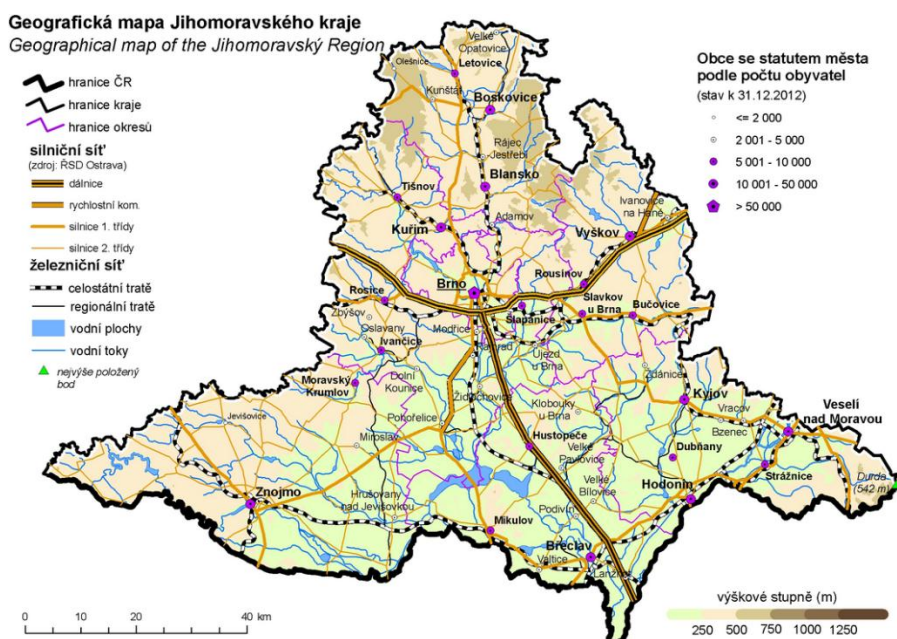 Geografická mapa Jihomoravského kraje
Geographical map of the Jihomoravský Region
hranice ČR
hranice kraje
hranice okresů
silniční síť
(zdroj: ŘSD Ostrava)
dálnice
rychlostní kom.
silnice 1. třídy
silnice 2. třídy
železniční síť
celostátní tratě
regionální tratě
vodní plochy
vodní toky
nejvýše položený
bod
Obce se statutem města
podle počtu obyvatel
(stav k 31.12.2012)
<= 2 000
2 001 - 5 000
5 001 - 10 000
10 001 - 50 000
> 50 000
Velké
Opatovice
Olešnice
Letovice
Kunštát
Boskovice
Rájec
Jestřebí
Blansko
Tišnov
Adamov
Kuřim
Ivanovice
na Hané
Vyškov
Rousínov
Brno
Rosice
Zbýšov
Oslavany
Ivančice
Modřice
Šlapanice
Slavkov
u Brna
Bučovice
Újezd
u Brna
Ždánice
Dolní
Kounice
Moravský
Krumlov
Židlochovice
Klobouky
u Brna
Kyjov
Vracov
Bzenec
Veselí
nad Moravou
Jevišovice
Pohořelice
Miroslav
Hustopeče
Velké
Pavlovice
Dubňany
Strážnice
Durda
(542 m)
Znojmo
Hrušovany
nad Jevišovkou
Velké
Bílovice
Hodonín
Podivín
Mikulov
Břeclav
Valtice
Lanžhot
0 10 20 40 km
výškové stupně (m)
250 500 750 1000 1250